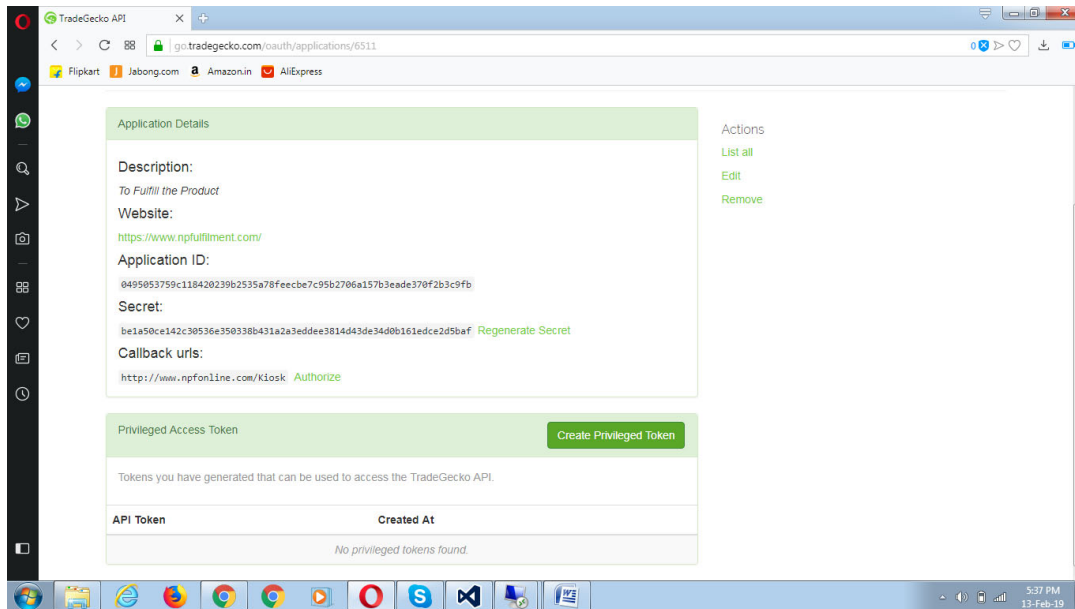 TradeGecko API
go.tradegecko.com/oauth/applications/6511
0
Flipkart
J Jabong.com
a Amazon.in
AliExpress
Application Details
Description:
To Fulfill the Product
Website:
https://www.npfulfilment.com/
Application ID:
0495053759c118420239b2535a78feecbe7c95b2706a157b3eade370f2b3c9fb
Secret:
be1a50ce142c30536e350338b431a2a3eddee3814d43de34d0b161edce2d5baf Regenerate Secret
Callback urls:
http://www.npfonline.com/Kiosk Authorize
Actions
List all
Edit
Remove
Privileged Access Token
Create Privileged Token
Tokens you have generated that can be used to access the TradeGecko API.
API Token Created At
No privileged tokens found.
5:37 PM
13-Feb-19